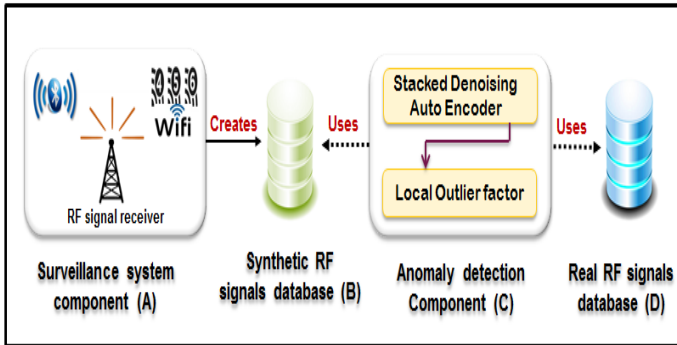 Wifi
RF signal receiver
Creates
Uses
Stacked Denoising
Auto Encoder
Local Outlier factor
Uses
Surveillance system
component (A)
Synthetic RF
signals database (B)
Anomaly detection
Component (C)
Real RF signals
database (D)